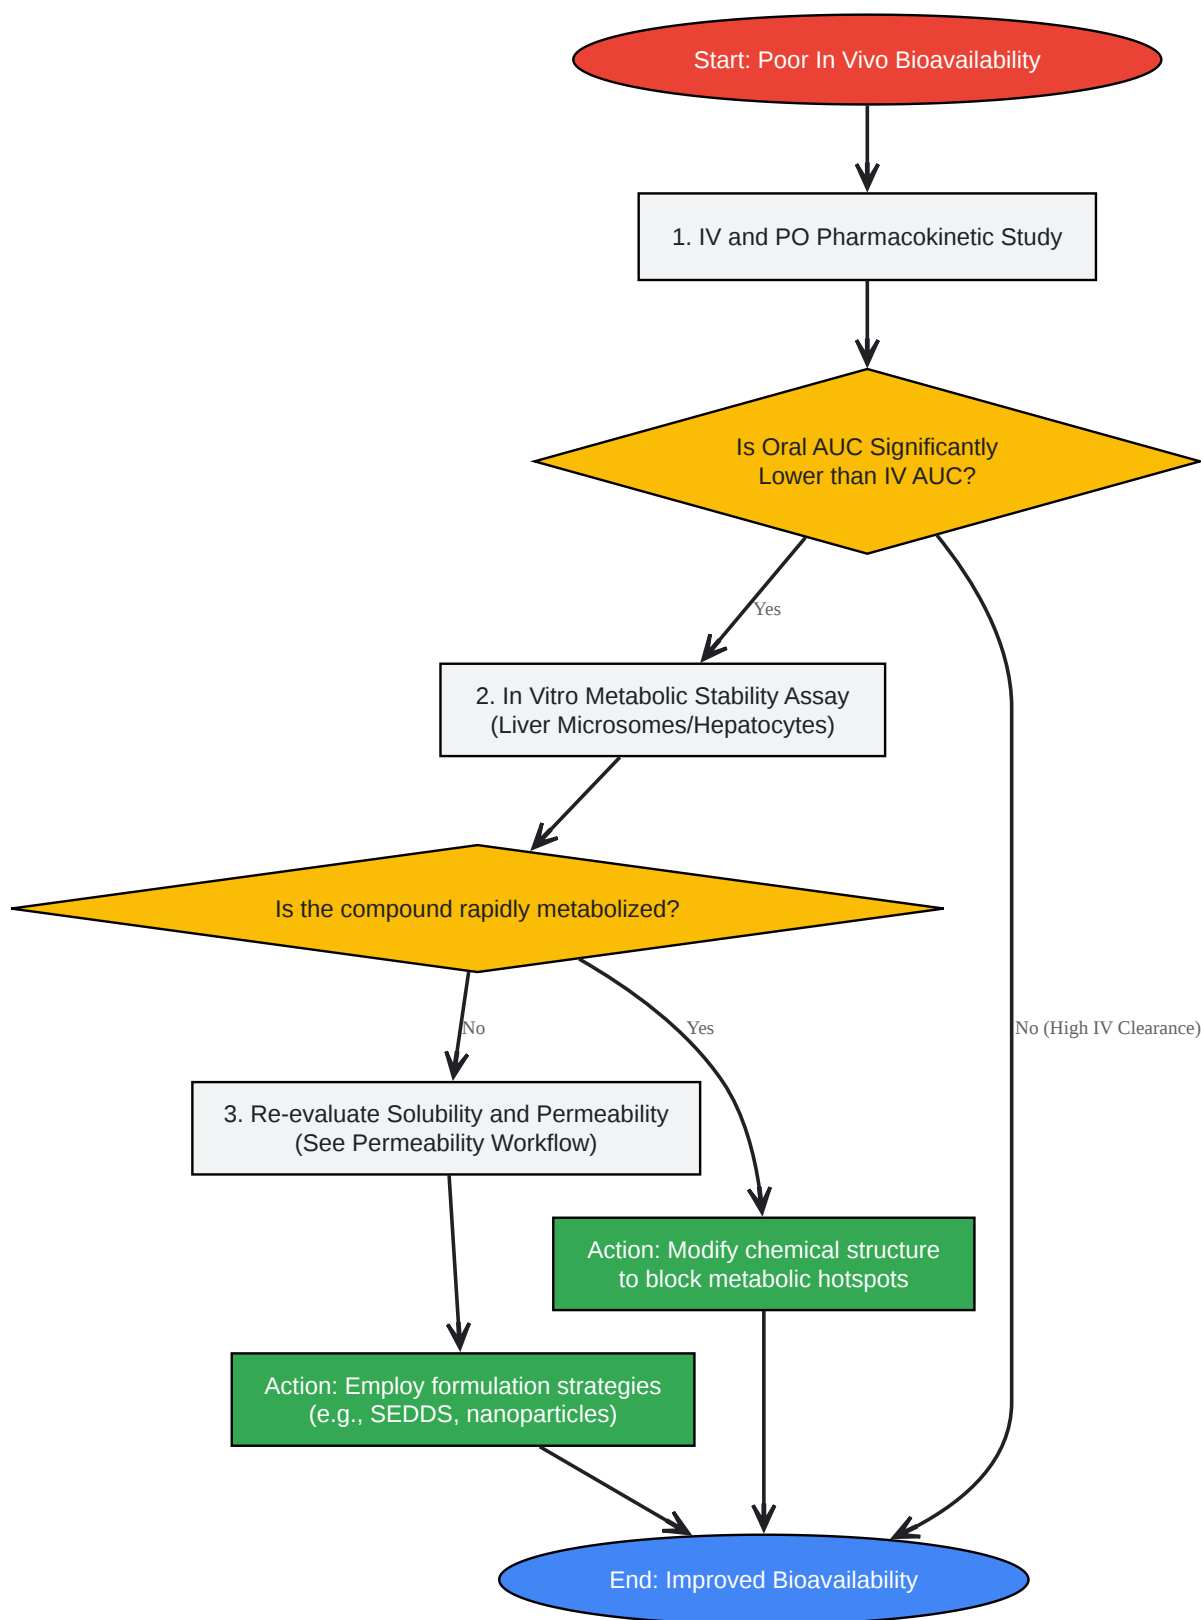 Start: Poor In Vivo Bioavailability
1. IV and PO Pharmacokinetic Study
Is Oral AUC Significantly
Lower than IV AUC?
Yes
2. In Vitro Metabolic Stability Assay
(Liver Microsomes/Hepatocytes)
Is the compound rapidly metabolized?
No
Yes
No (High IV Clearance)
3. Re-evaluate Solubility and Permeability
(See Permeability Workflow)
Action: Modify chemical structure
to block metabolic hotspots
Action: Employ formulation strategies
(e.g., SEDDS, nanoparticles)
End: Improved Bioavailability